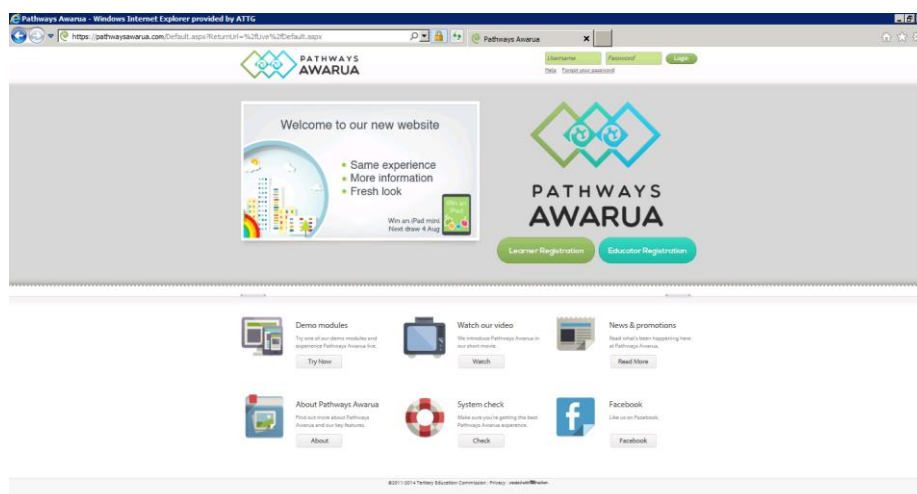 Pathways Awarua - Windows Internet Explorer provided by ATTG
https://pathwaysawarua.com/Default.aspx?ReturnUrl=%2fLive%2fDefault.aspx
Pathways Awarua
PATHWAYS
AWARUA
Username Password Login
Help Forgot your password
Welcome to our new website
Same experience
More information
Fresh look
Win an iPad mini
Next draw 4 Aug
Win an
iPad
PATHWAYS
AWARUA
Learner Registration Educator Registration
Demo modules
Try one of our demo modules and
experience Pathways Awarua live.
Try Now
Watch our video
We introduce Pathways Awarua in
our short movie.
Watch
News & promotions
Read what's been happening here
at Pathways Awarua.
Read More
About Pathways Awarua
Find out more about Pathways
Awarua and our key features.
About
System check
Make sure you're getting the best
Pathways Awarua experience.
Check
Facebook
Like us on Facebook.
Facebook
©2011-2014 Tertiary Education Commission Privacy